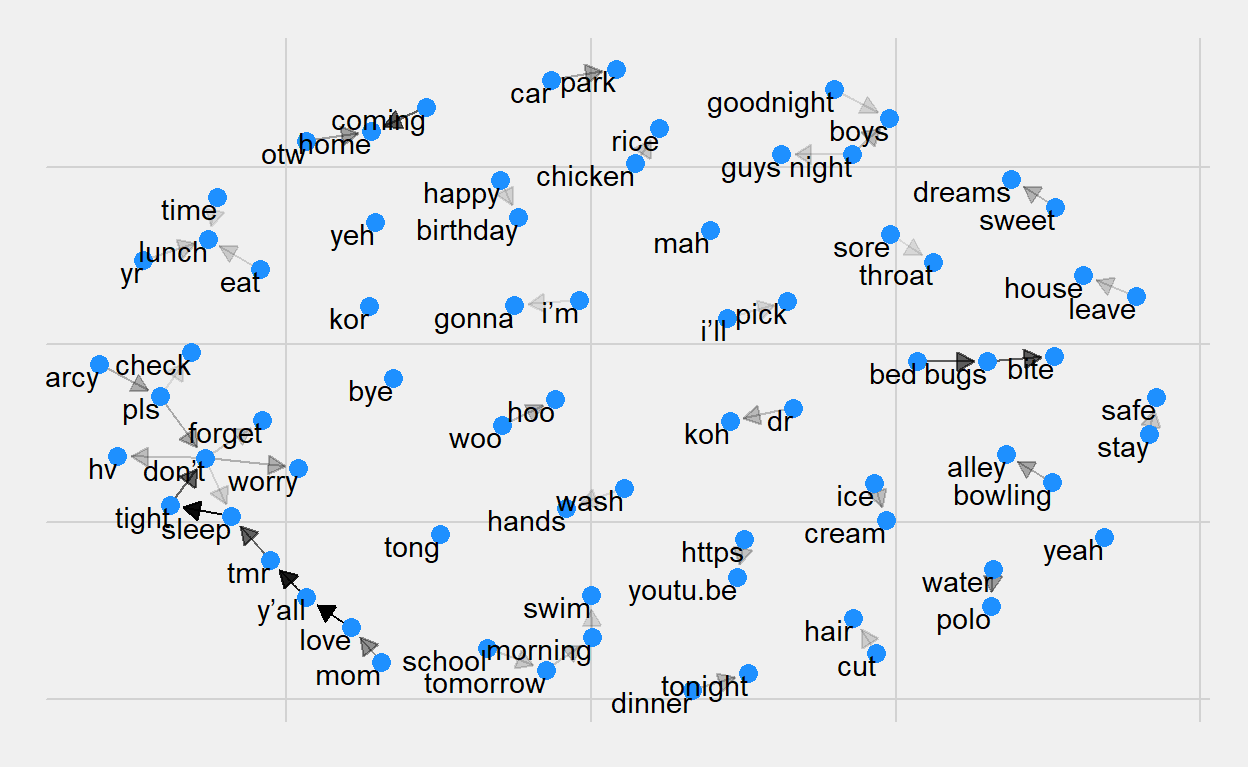 car park
goodnight
coming
otw home
boys
rice
chicken
guys night
happy
birthday
dreams
sweet
time
lunch
yr
eat
yeh
mah
sore
throat
house
leave
kor
gonna i’m
i’ll pick
arcy
check
pls
bye
bed bugs bite
woo hoo
koh dr
safe
stay
forget
hv don’t worry
tight sleep
alley
bowling
ice
cream
hands wash
tong
https
youtu.be
yeah
tmr
y’all
love
mom
water
polo
swim
school morning
tomorrow
hair
cut
dinner tonight